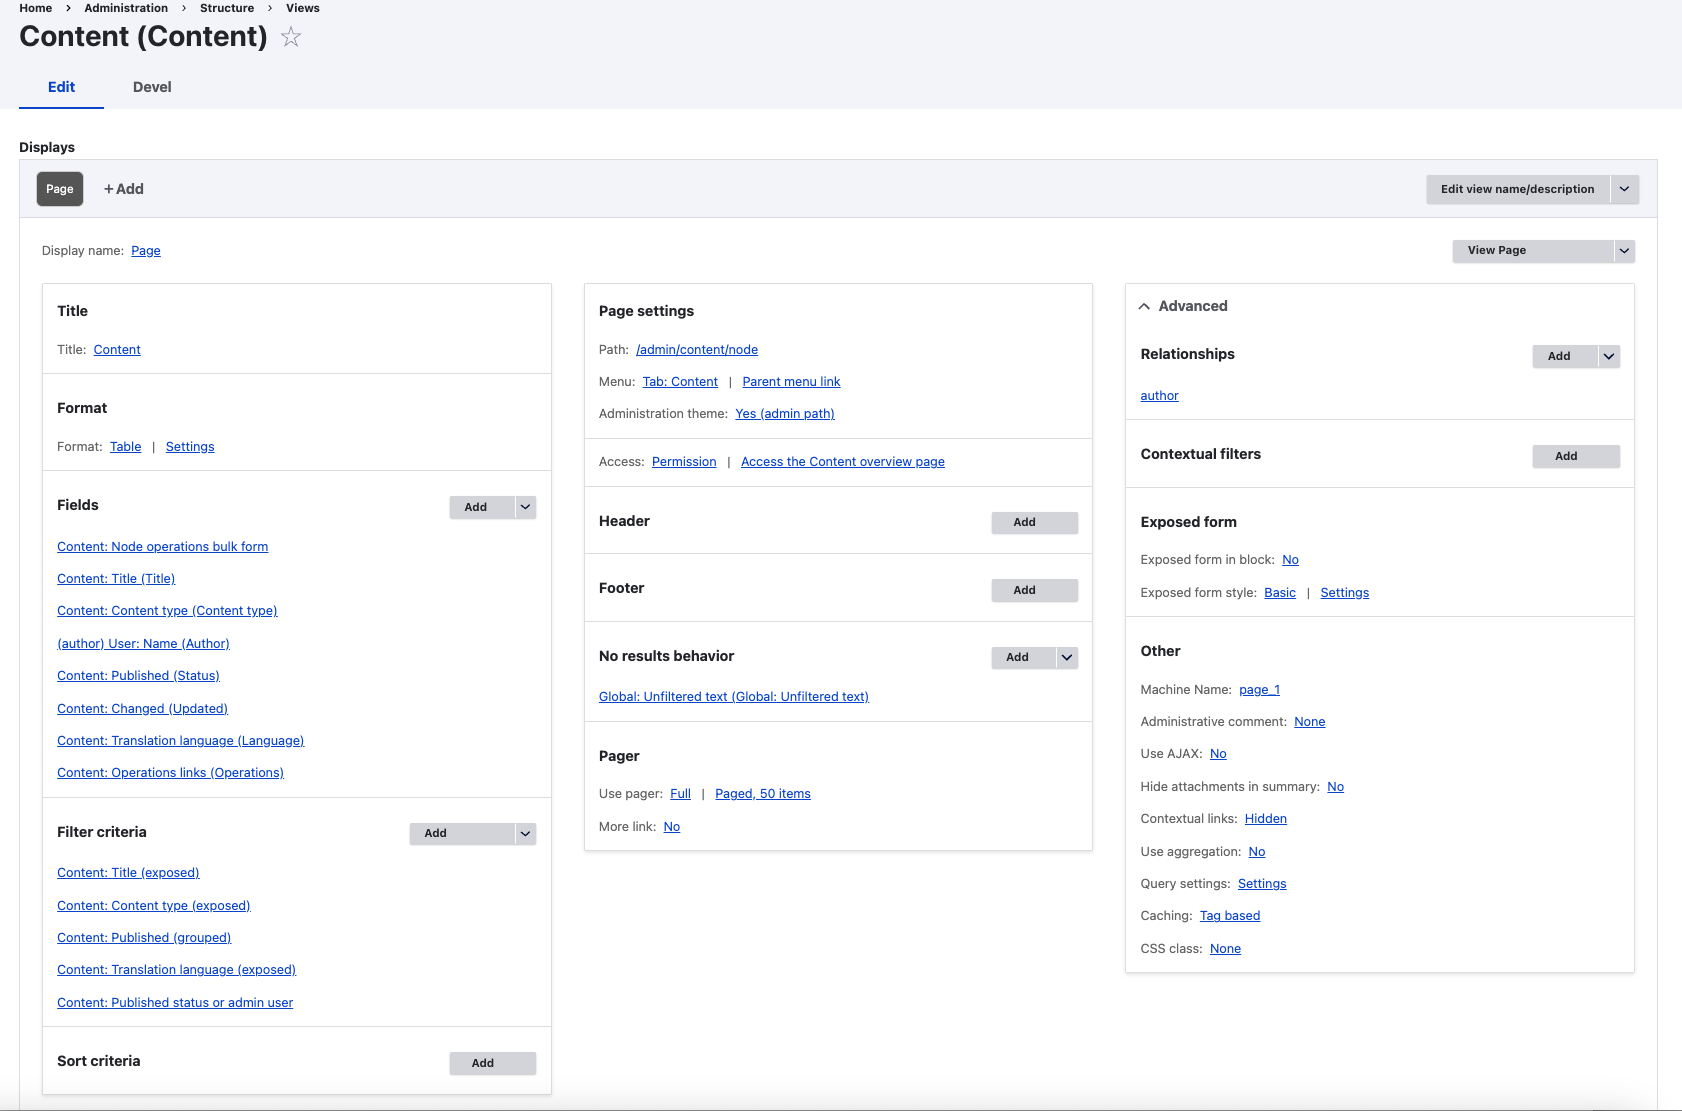 Home > Administration > Structure > Views
Content (Content)
Edit Devel
Displays
Page + Add Edit view name/description
Display name: Page View Page
Title
Title: Content
Format
Format: Table | Settings
Fields Add
Content: Node operations bulk form
Content: Title (Title)
Content: Content type (Content type)
(author) User: Name (Author)
Content: Published (Status)
Content: Changed (Updated)
Content: Translation language (Language)
Content: Operations links (Operations)
Filter criteria Add
Content: Title (exposed)
Content: Content type (exposed)
Content: Published (grouped)
Content: Translation language (exposed)
Content: Published status or admin user
Sort criteria Add
Page settings
Path: /admin/content/node
Menu: Tab: Content | Parent menu link
Administration theme: Yes (admin path)
Access: Permission | Access the Content overview page
Header Add
Footer Add
No results behavior Add
Global: Unfiltered text (Global: Unfiltered text)
Pager
Use pager: Full | Paged, 50 items
More link: No
Advanced
Relationships Add
author
Contextual filters Add
Exposed form
Exposed form in block: No
Exposed form style: Basic | Settings
Other
Machine Name: page_1
Administrative comment: None
Use AJAX: No
Hide attachments in summary: No
Contextual links: Hidden
Use aggregation: No
Query settings: Settings
Caching: Tag based
CSS class: None